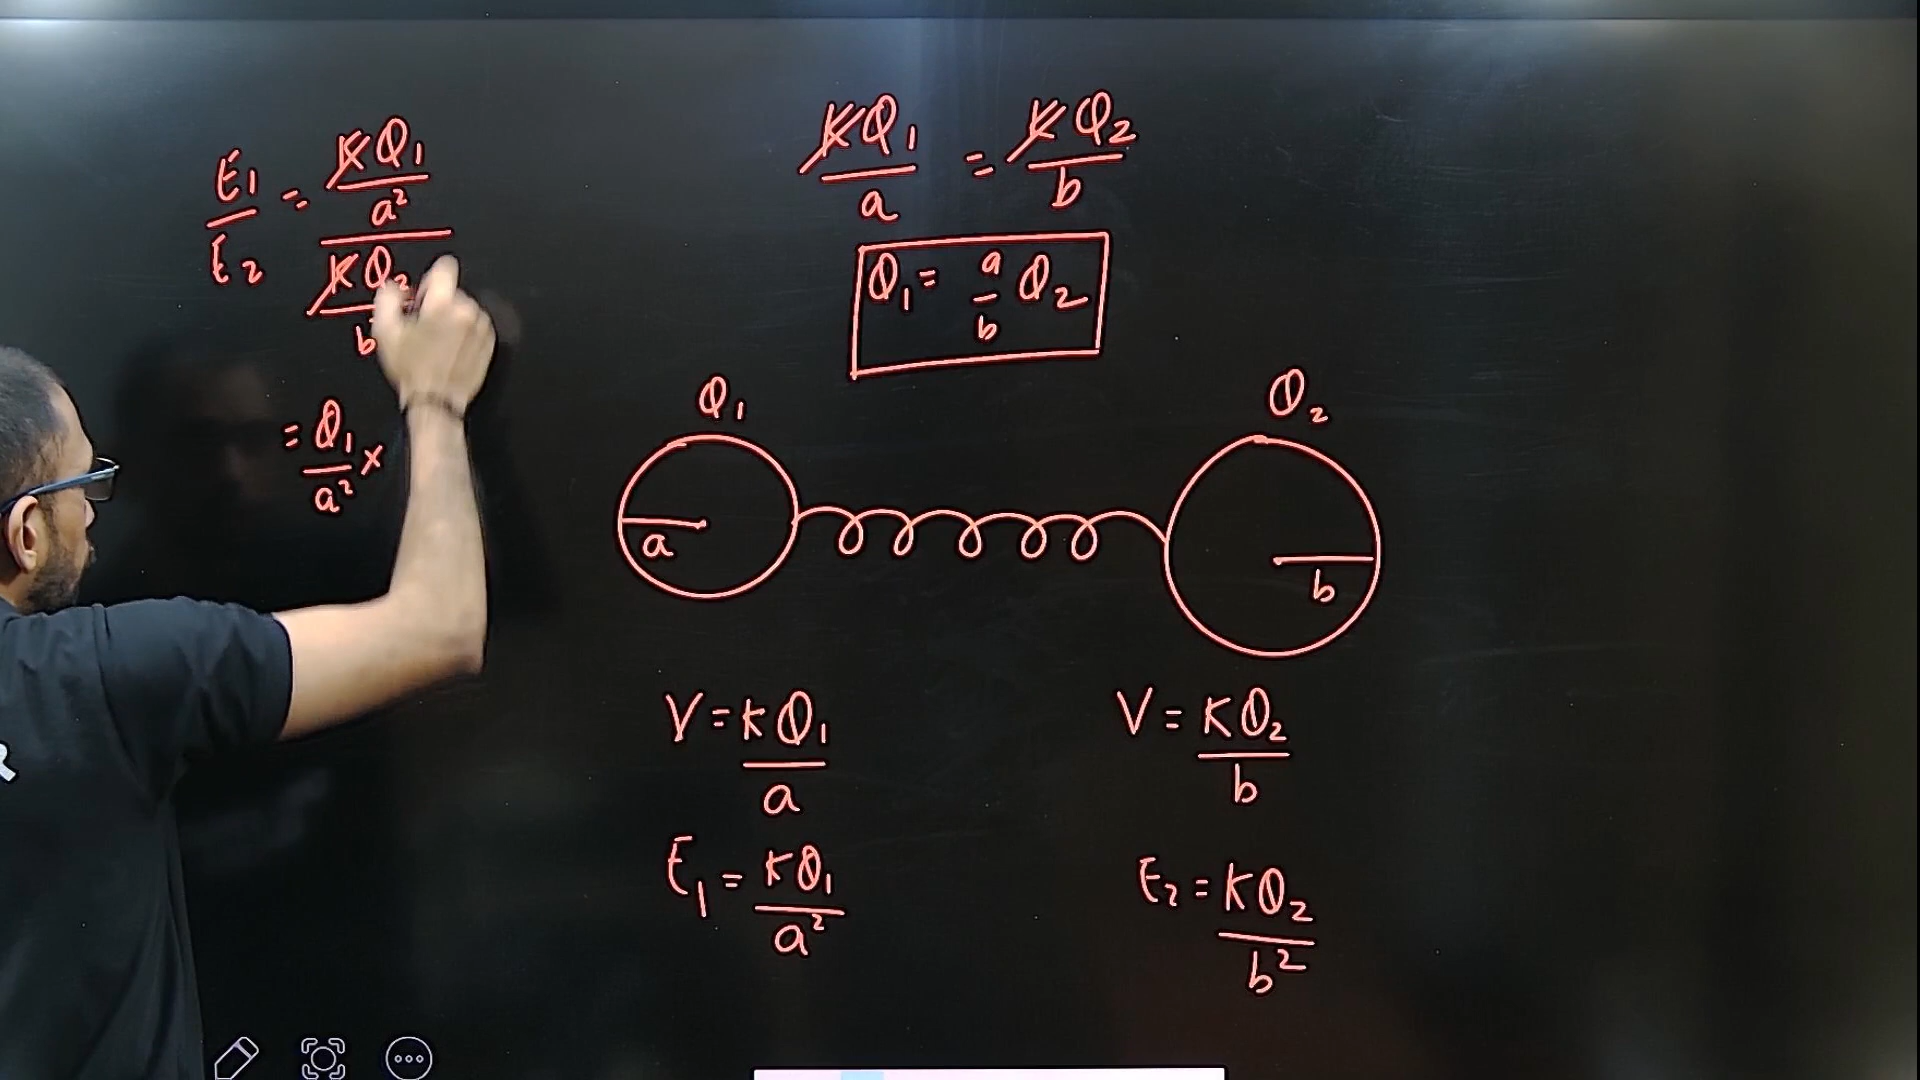 E1/E2 = (KQ1/a²)/(KQ2/b
= Q1/a² ×
KQ1/a = KQ2/b
Q1 = a/b Q2
Q1
Q2
a
b
V = KQ1/a
V = KQ2/b
E1 = KQ1/a²
E2 = KQ2/b²